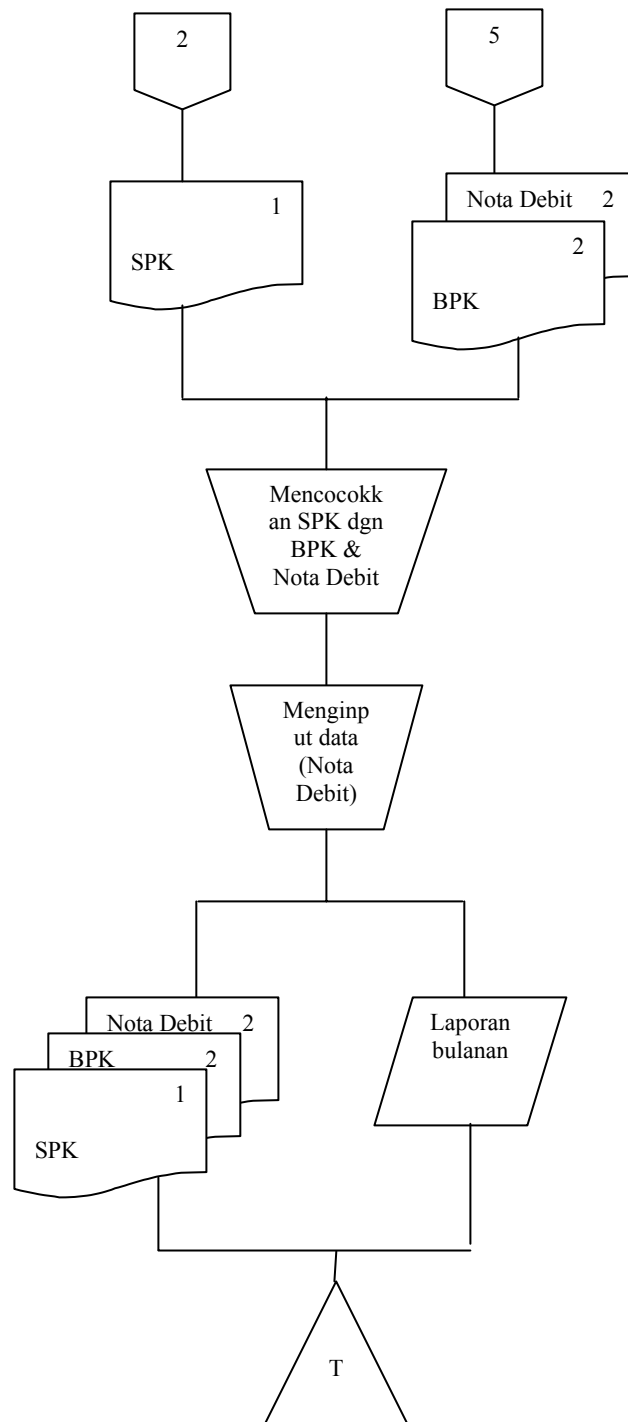 2
5
1
SPK
Nota Debit 2
2
BPK
Mencocokk
an SPK dgn
BPK &
Nota Debit
Menginp
ut data
(Nota
Debit)
Nota Debit 2
BPK 2
1
SPK
Laporan
bulanan
T